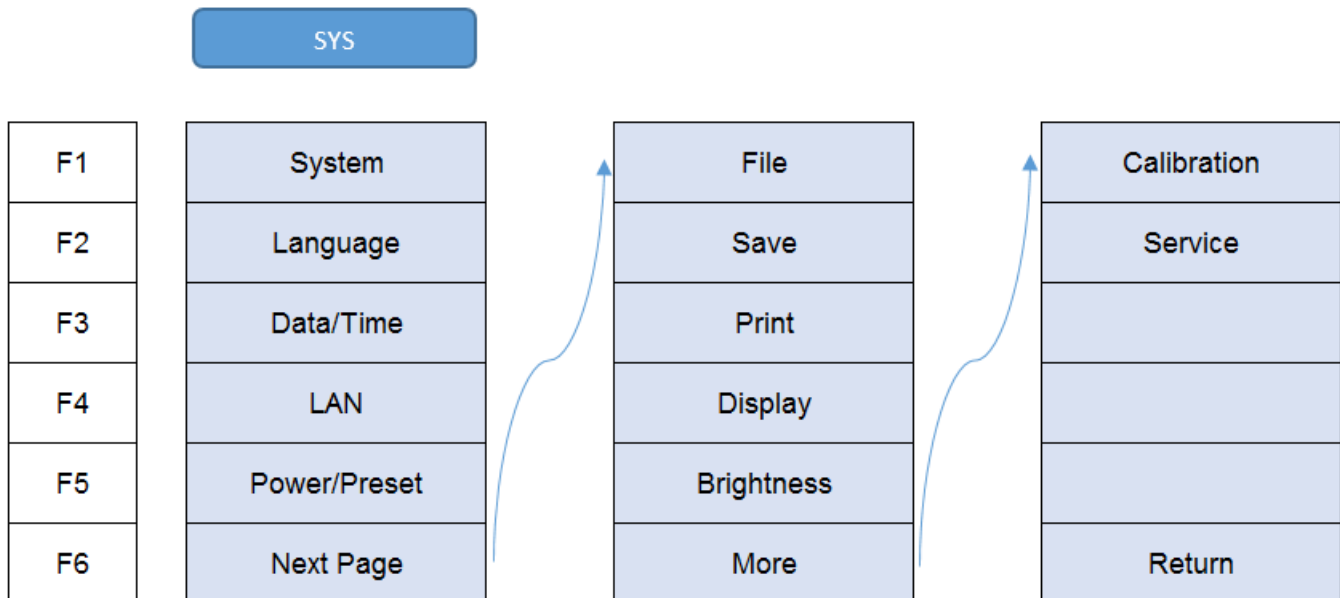 SYS
F1 System File Calibration
F2 Language Save Service
F3 Data/Time Print
F4 LAN Display
F5 Power/Preset Brightness
F6 Next Page More Return